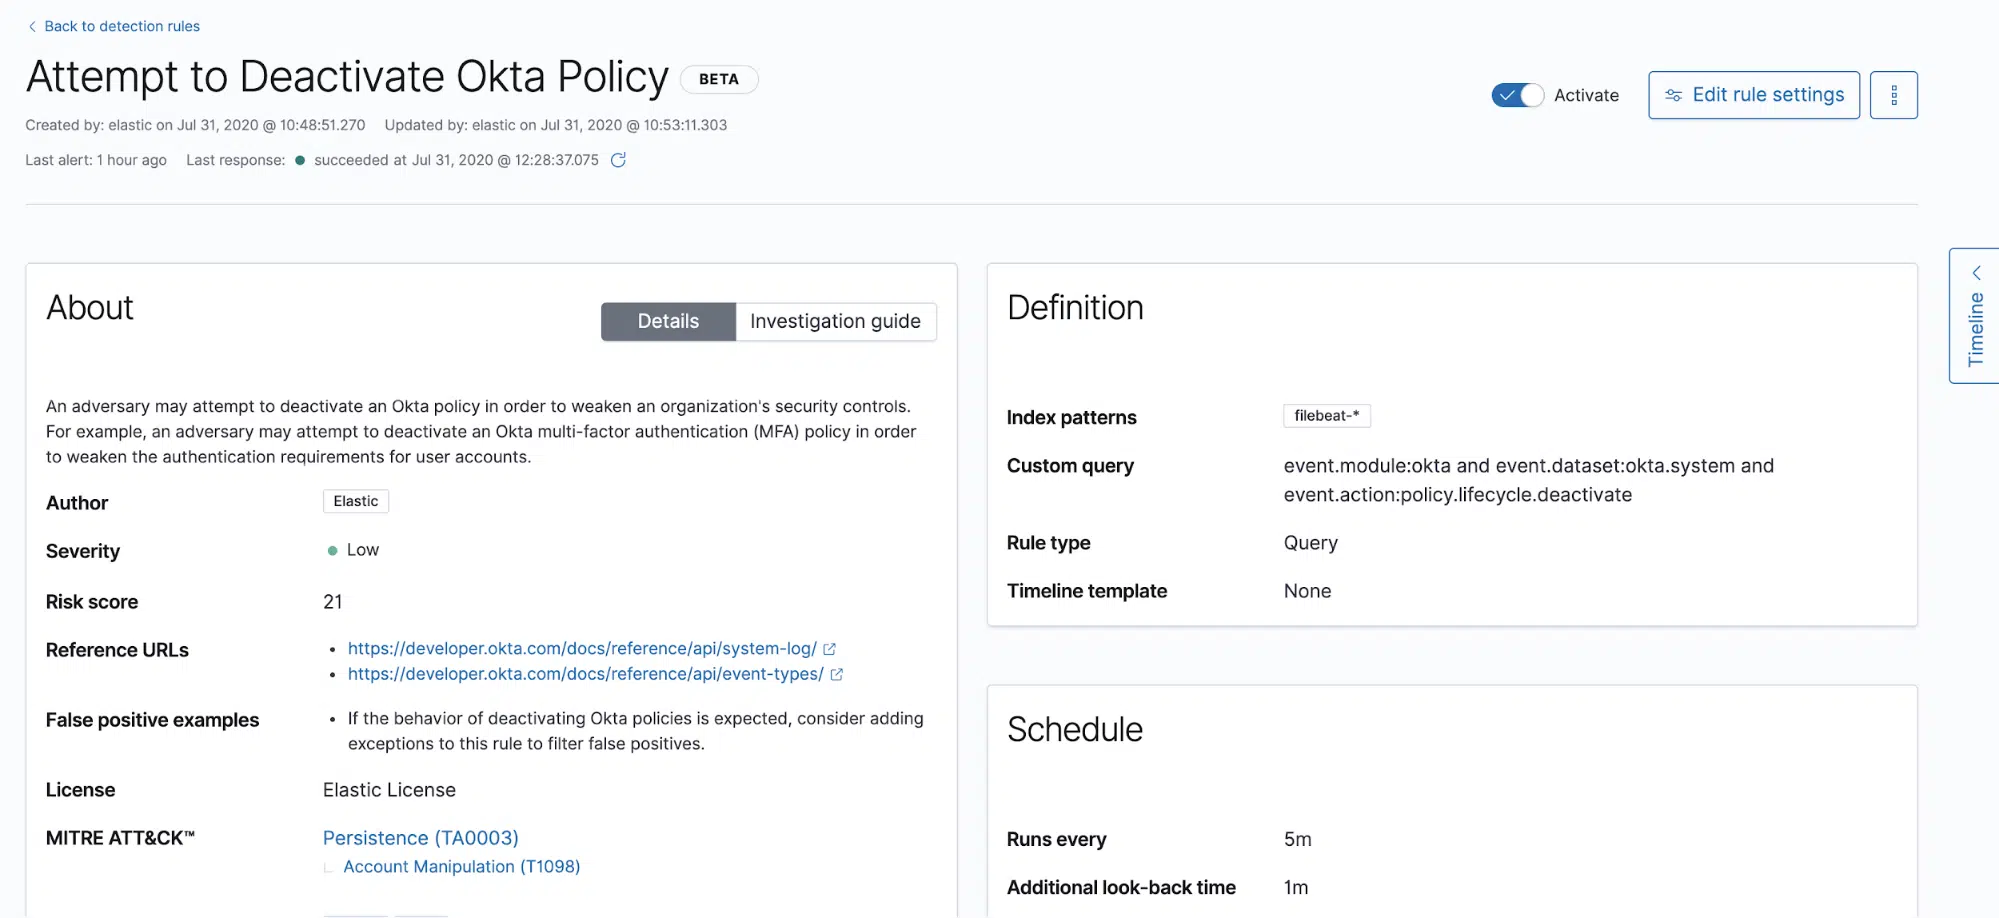 Back to detection rules
Attempt to Deactivate Okta Policy BETA
Activate
Edit rule settings
Created by: elastic on Jul 31, 2020 @ 10:48:51.270 Updated by: elastic on Jul 31, 2020 @ 10:53:11.303
Last alert: 1 hour ago Last response: succeeded at Jul 31, 2020 @ 12:28:37.075
Timeline
About
Details Investigation guide
An adversary may attempt to deactivate an Okta policy in order to weaken an organization's security controls.
For example, an adversary may attempt to deactivate an Okta multi-factor authentication (MFA) policy in order
to weaken the authentication requirements for user accounts.
Author Elastic
Severity Low
Risk score 21
Reference URLs • https://developer.okta.com/docs/reference/api/system-log/
• https://developer.okta.com/docs/reference/api/event-types/
False positive examples • If the behavior of deactivating Okta policies is expected, consider adding
exceptions to this rule to filter false positives.
License Elastic License
MITRE ATT&CK™ Persistence (TA0003)
Account Manipulation (T1098)
Definition
Index patterns filebeat-*
Custom query event.module:okta and event.dataset:okta.system and
event.action:policy.lifecycle.deactivate
Rule type Query
Timeline template None
Schedule
Runs every 5m
Additional look-back time 1m